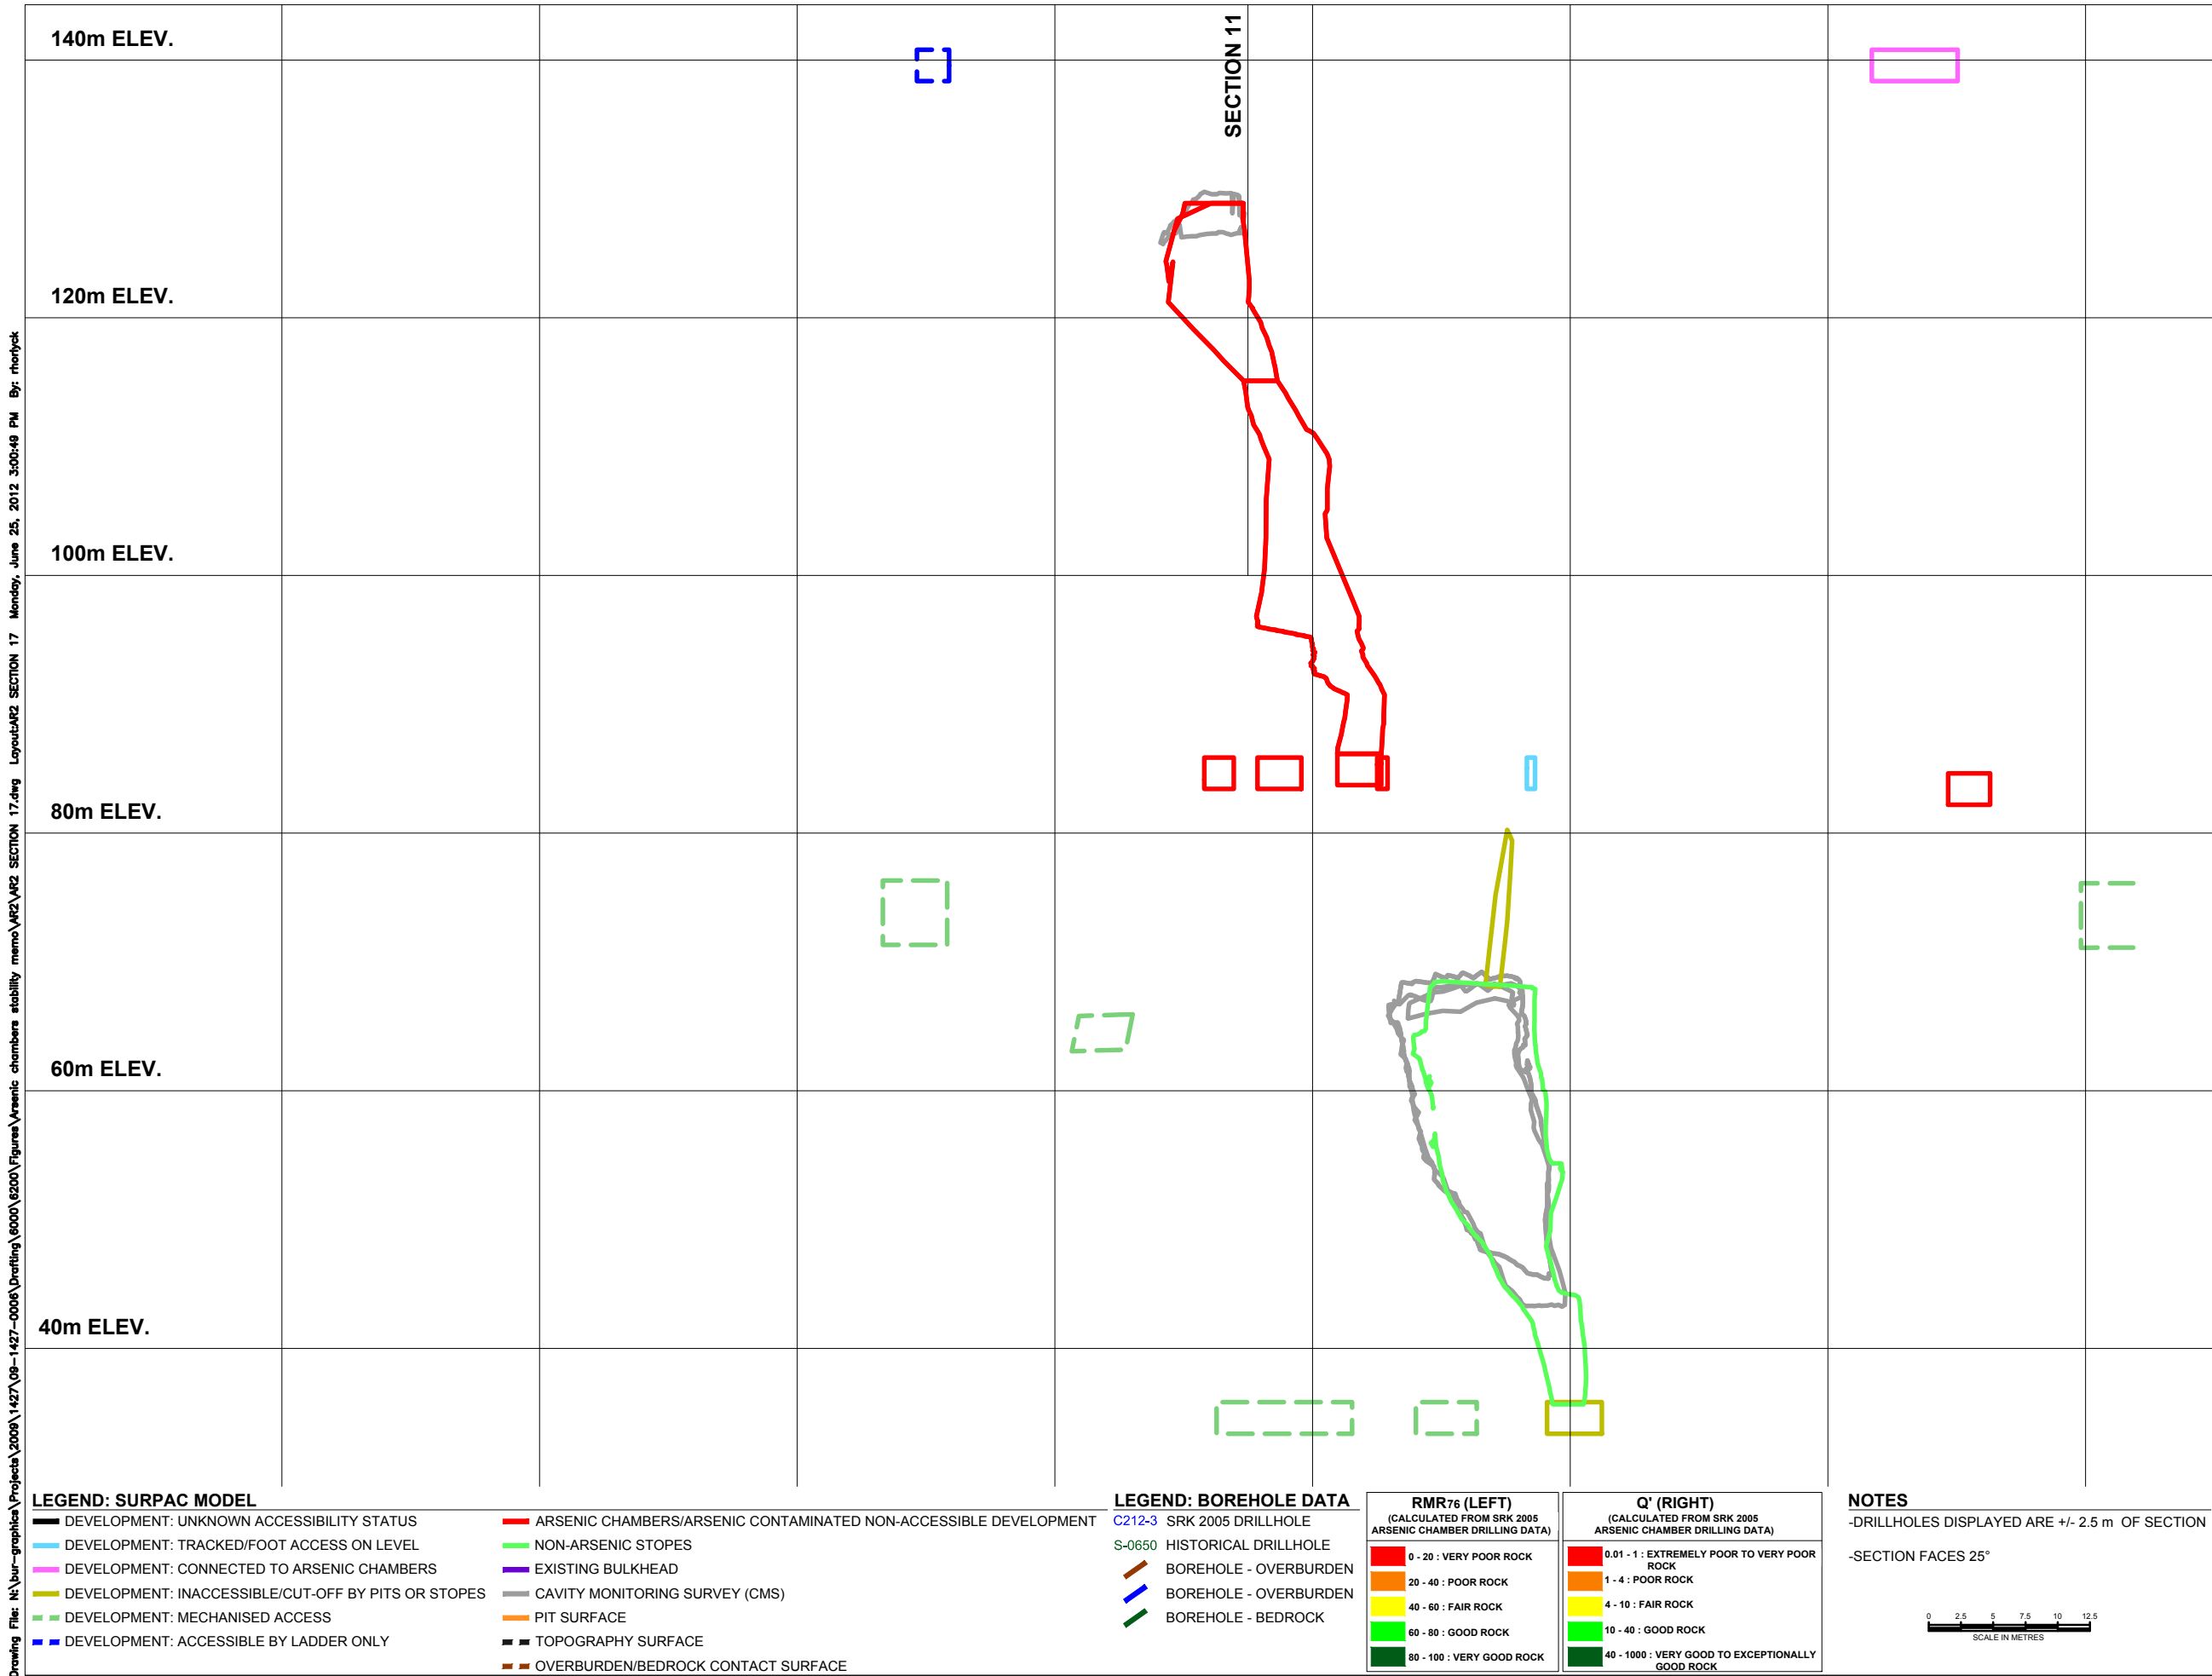 140m ELEV.
SECTION 11
120m ELEV.
100m ELEV.
80m ELEV.
60m ELEV.
40m ELEV.
Drawing File: N:\bur-graphics\Projects\2009\1427\09-1427-0006\Drafting\6000\6200\Figures\Arsenic chambers stability memo\AR2\AR2 SECTION 17.dwg Layout:AR2 SECTION 17 Monday, June 25, 2012 3:00:49 PM By: rhorlyck
LEGEND: SURPAC MODEL
DEVELOPMENT: UNKNOWN ACCESSIBILITY STATUS
DEVELOPMENT: TRACKED/FOOT ACCESS ON LEVEL
DEVELOPMENT: CONNECTED TO ARSENIC CHAMBERS
DEVELOPMENT: INACCESSIBLE/CUT-OFF BY PITS OR STOPES
DEVELOPMENT: MECHANISED ACCESS
DEVELOPMENT: ACCESSIBLE BY LADDER ONLY
ARSENIC CHAMBERS/ARSENIC CONTAMINATED NON-ACCESSIBLE DEVELOPMENT
NON-ARSENIC STOPES
EXISTING BULKHEAD
CAVITY MONITORING SURVEY (CMS)
PIT SURFACE
TOPOGRAPHY SURFACE
OVERBURDEN/BEDROCK CONTACT SURFACE
LEGEND: BOREHOLE DATA
C212-3 SRK 2005 DRILLHOLE
S-0650 HISTORICAL DRILLHOLE
BOREHOLE - OVERBURDEN
BOREHOLE - OVERBURDEN
BOREHOLE - BEDROCK
RMR76 (LEFT)
(CALCULATED FROM SRK 2005
ARSENIC CHAMBER DRILLING DATA)
0 - 20 : VERY POOR ROCK
20 - 40 : POOR ROCK
40 - 60 : FAIR ROCK
60 - 80 : GOOD ROCK
80 - 100 : VERY GOOD ROCK
Q' (RIGHT)
(CALCULATED FROM SRK 2005
ARSENIC CHAMBER DRILLING DATA)
0.01 - 1 : EXTREMELY POOR TO VERY POOR
ROCK
1 - 4 : POOR ROCK
4 - 10 : FAIR ROCK
10 - 40 : GOOD ROCK
40 - 1000 : VERY GOOD TO EXCEPTIONALLY
GOOD ROCK
NOTES
-DRILLHOLES DISPLAYED ARE +/- 2.5 m OF SECTION
-SECTION FACES 25°
0 2.5 5 7.5 10 12.5
SCALE IN METRES